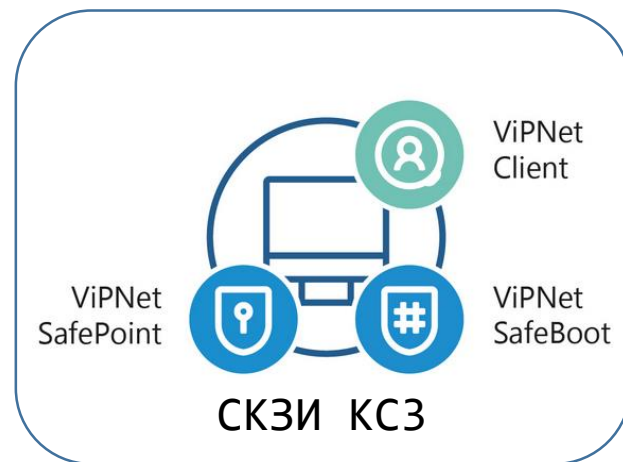 ViPNet
Client
ViPNet
SafePoint
#
ViPNet
SafeBoot
СКЗИ КС3